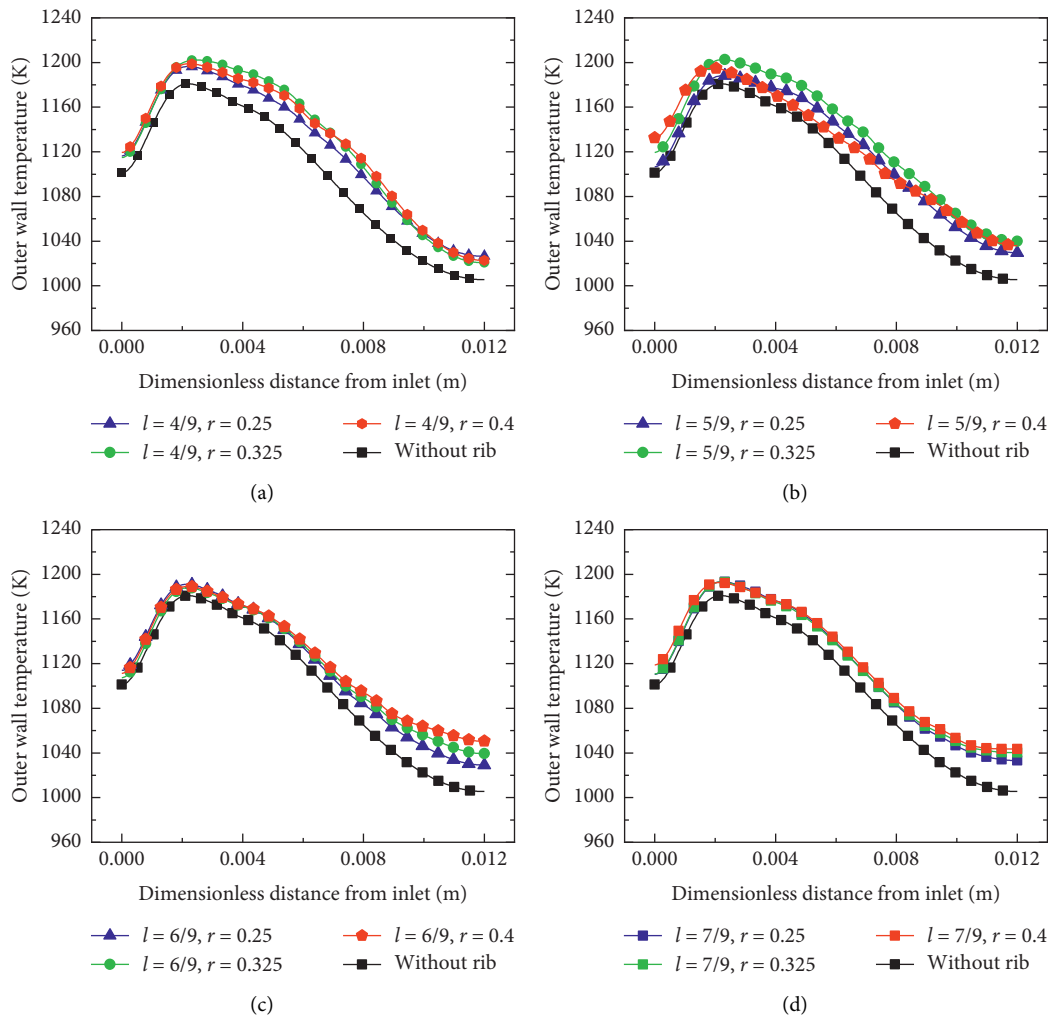 1240
1200
1160
1120
1080
1040
1000
960
Outer wall temperature (K)
0.000 0.004 0.008 0.012
Dimensionless distance from inlet (m)
l = 4/9, r = 0.25
l = 4/9, r = 0.4
l = 4/9, r = 0.325
Without rib
(a)
1240
1200
1160
1120
1080
1040
1000
960
Outer wall temperature (K)
0.000 0.004 0.008 0.012
Dimensionless distance from inlet (m)
l = 5/9, r = 0.25
l = 5/9, r = 0.4
l = 5/9, r = 0.325
Without rib
(b)
1240
1200
1160
1120
1080
1040
1000
960
Outer wall temperature (K)
0.000 0.004 0.008 0.012
Dimensionless distance from inlet (m)
l = 6/9, r = 0.25
l = 6/9, r = 0.4
l = 6/9, r = 0.325
Without rib
(c)
1240
1200
1160
1120
1080
1040
1000
960
Outer wall temperature (K)
0.000 0.004 0.008 0.012
Dimensionless distance from inlet (m)
l = 7/9, r = 0.25
l = 7/9, r = 0.4
l = 7/9, r = 0.325
Without rib
(d)